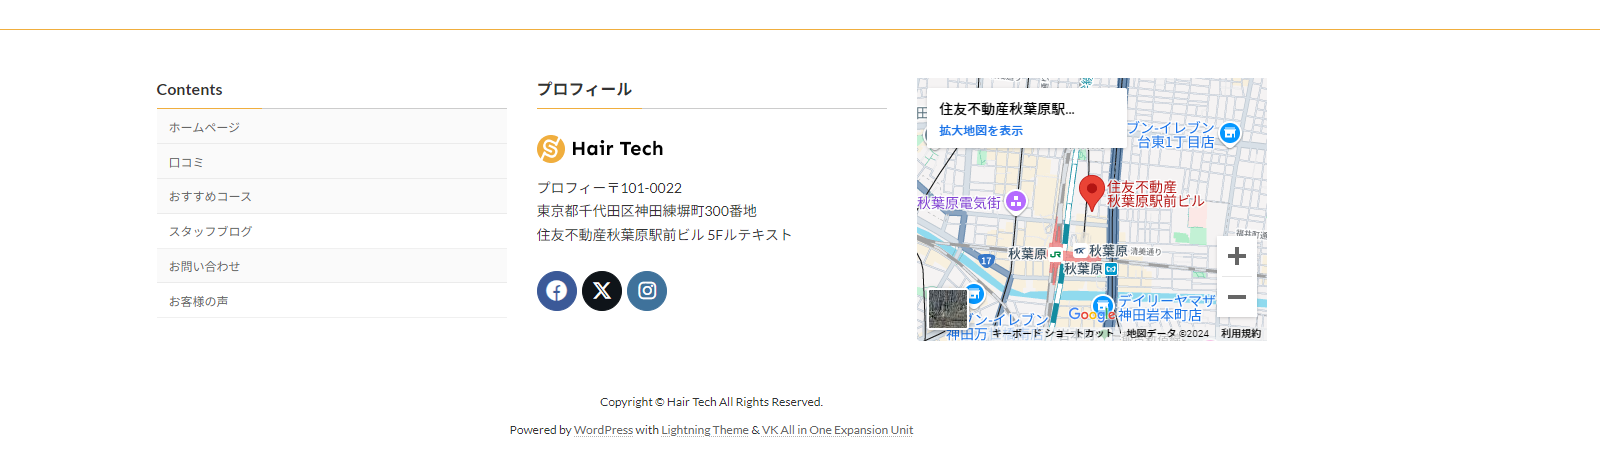 Contents
ホームページ
口コミ
おすすめコース
スタッフブログ
お問い合わせ
お客様の声
プロフィール
Hair Tech
プロフィー〒101-0022
東京都千代田区神田練塀町300番地
住友不動産秋葉原駅前ビル 5Fルテキスト
住友不動産秋葉原駅...
拡大地図を表示
ブン-イレブン
台東1丁目店
住友不動産
秋葉原駅前ビル
秋葉原電気街
福井町通
秋葉原
JR
秋葉原
清美通り
17
秋葉原
デイリーヤマザ
神田岩本町店
Google
ブン-イレブン
神田万
キーボード ショートカット
地図データ ©2024
利用規約
Copyright © Hair Tech All Rights Reserved.
Powered by WordPress with Lightning Theme & VK All in One Expansion Unit